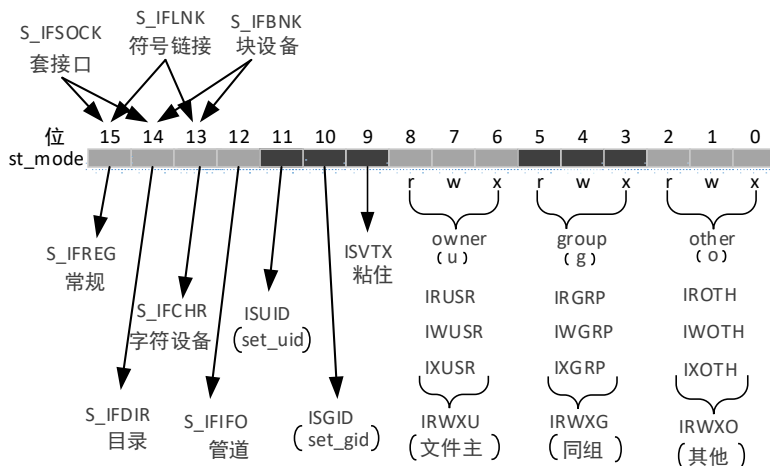 S_IFSOCK
套接口
S_IFLNK
符号链接
S_IFBNK
块设备
位 15 14 13 12 11 10 9 8 7 6 5 4 3 2 1 0
st_mode
r w x r w x r w x
S_IFREG
常规
S_IFCHR
字符设备
ISUID
(set_uid)
ISVTX
粘住
owner
(u)
group
(g)
other
(o)
IRUSR IRGRP IROTH
IWUSR IWGRP IWOTH
IXUSR IXGRP IXOTH
S_IFDIR
目录
S_IFIFO
管道
ISGID
(set_gid)
IRWXU
(文件主)
IRWXG
(同组)
IRWXO
(其他)